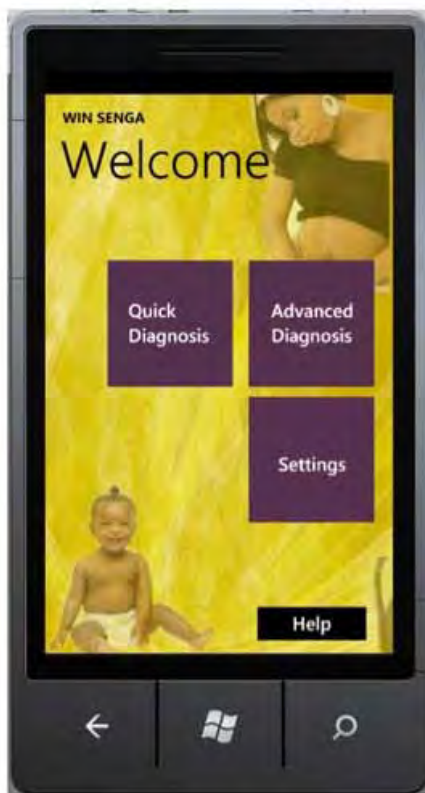 WIN SENGA
Welcome
Quick
Diagnosis
Advanced
Diagnosis
Settings
Help